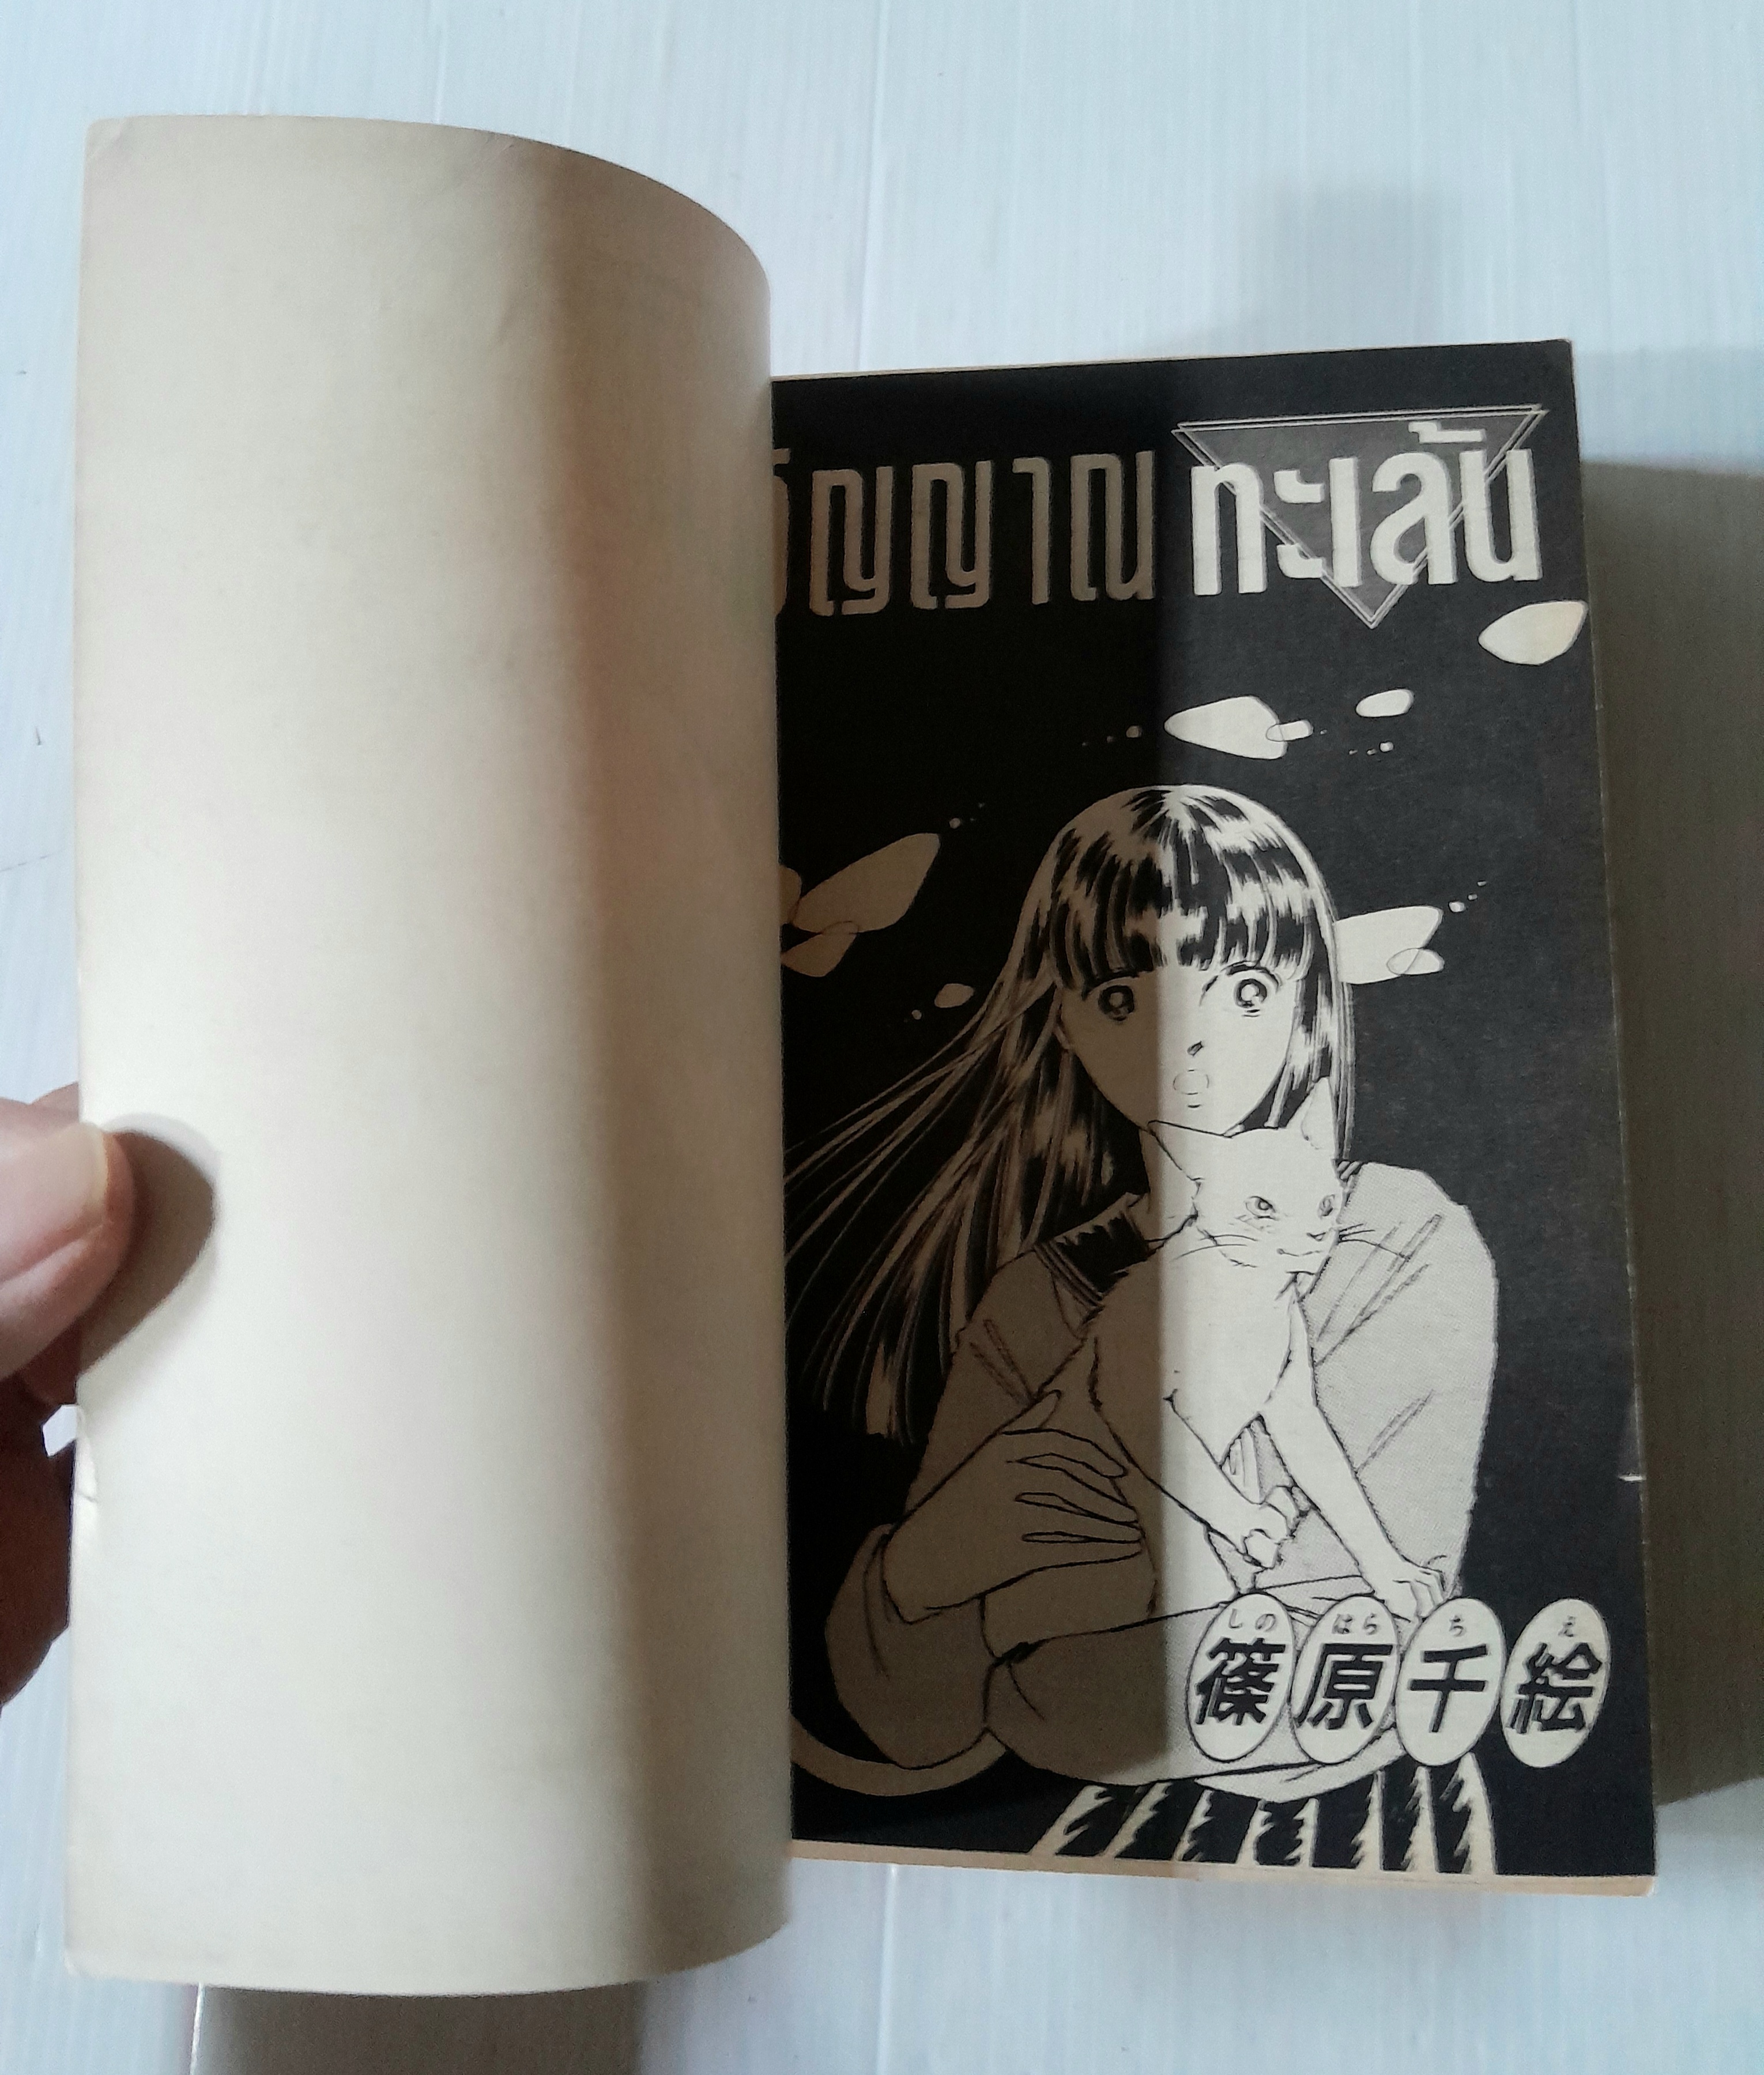 ญญาณ ทะเล้น
しの はら ち え
篠原千絵